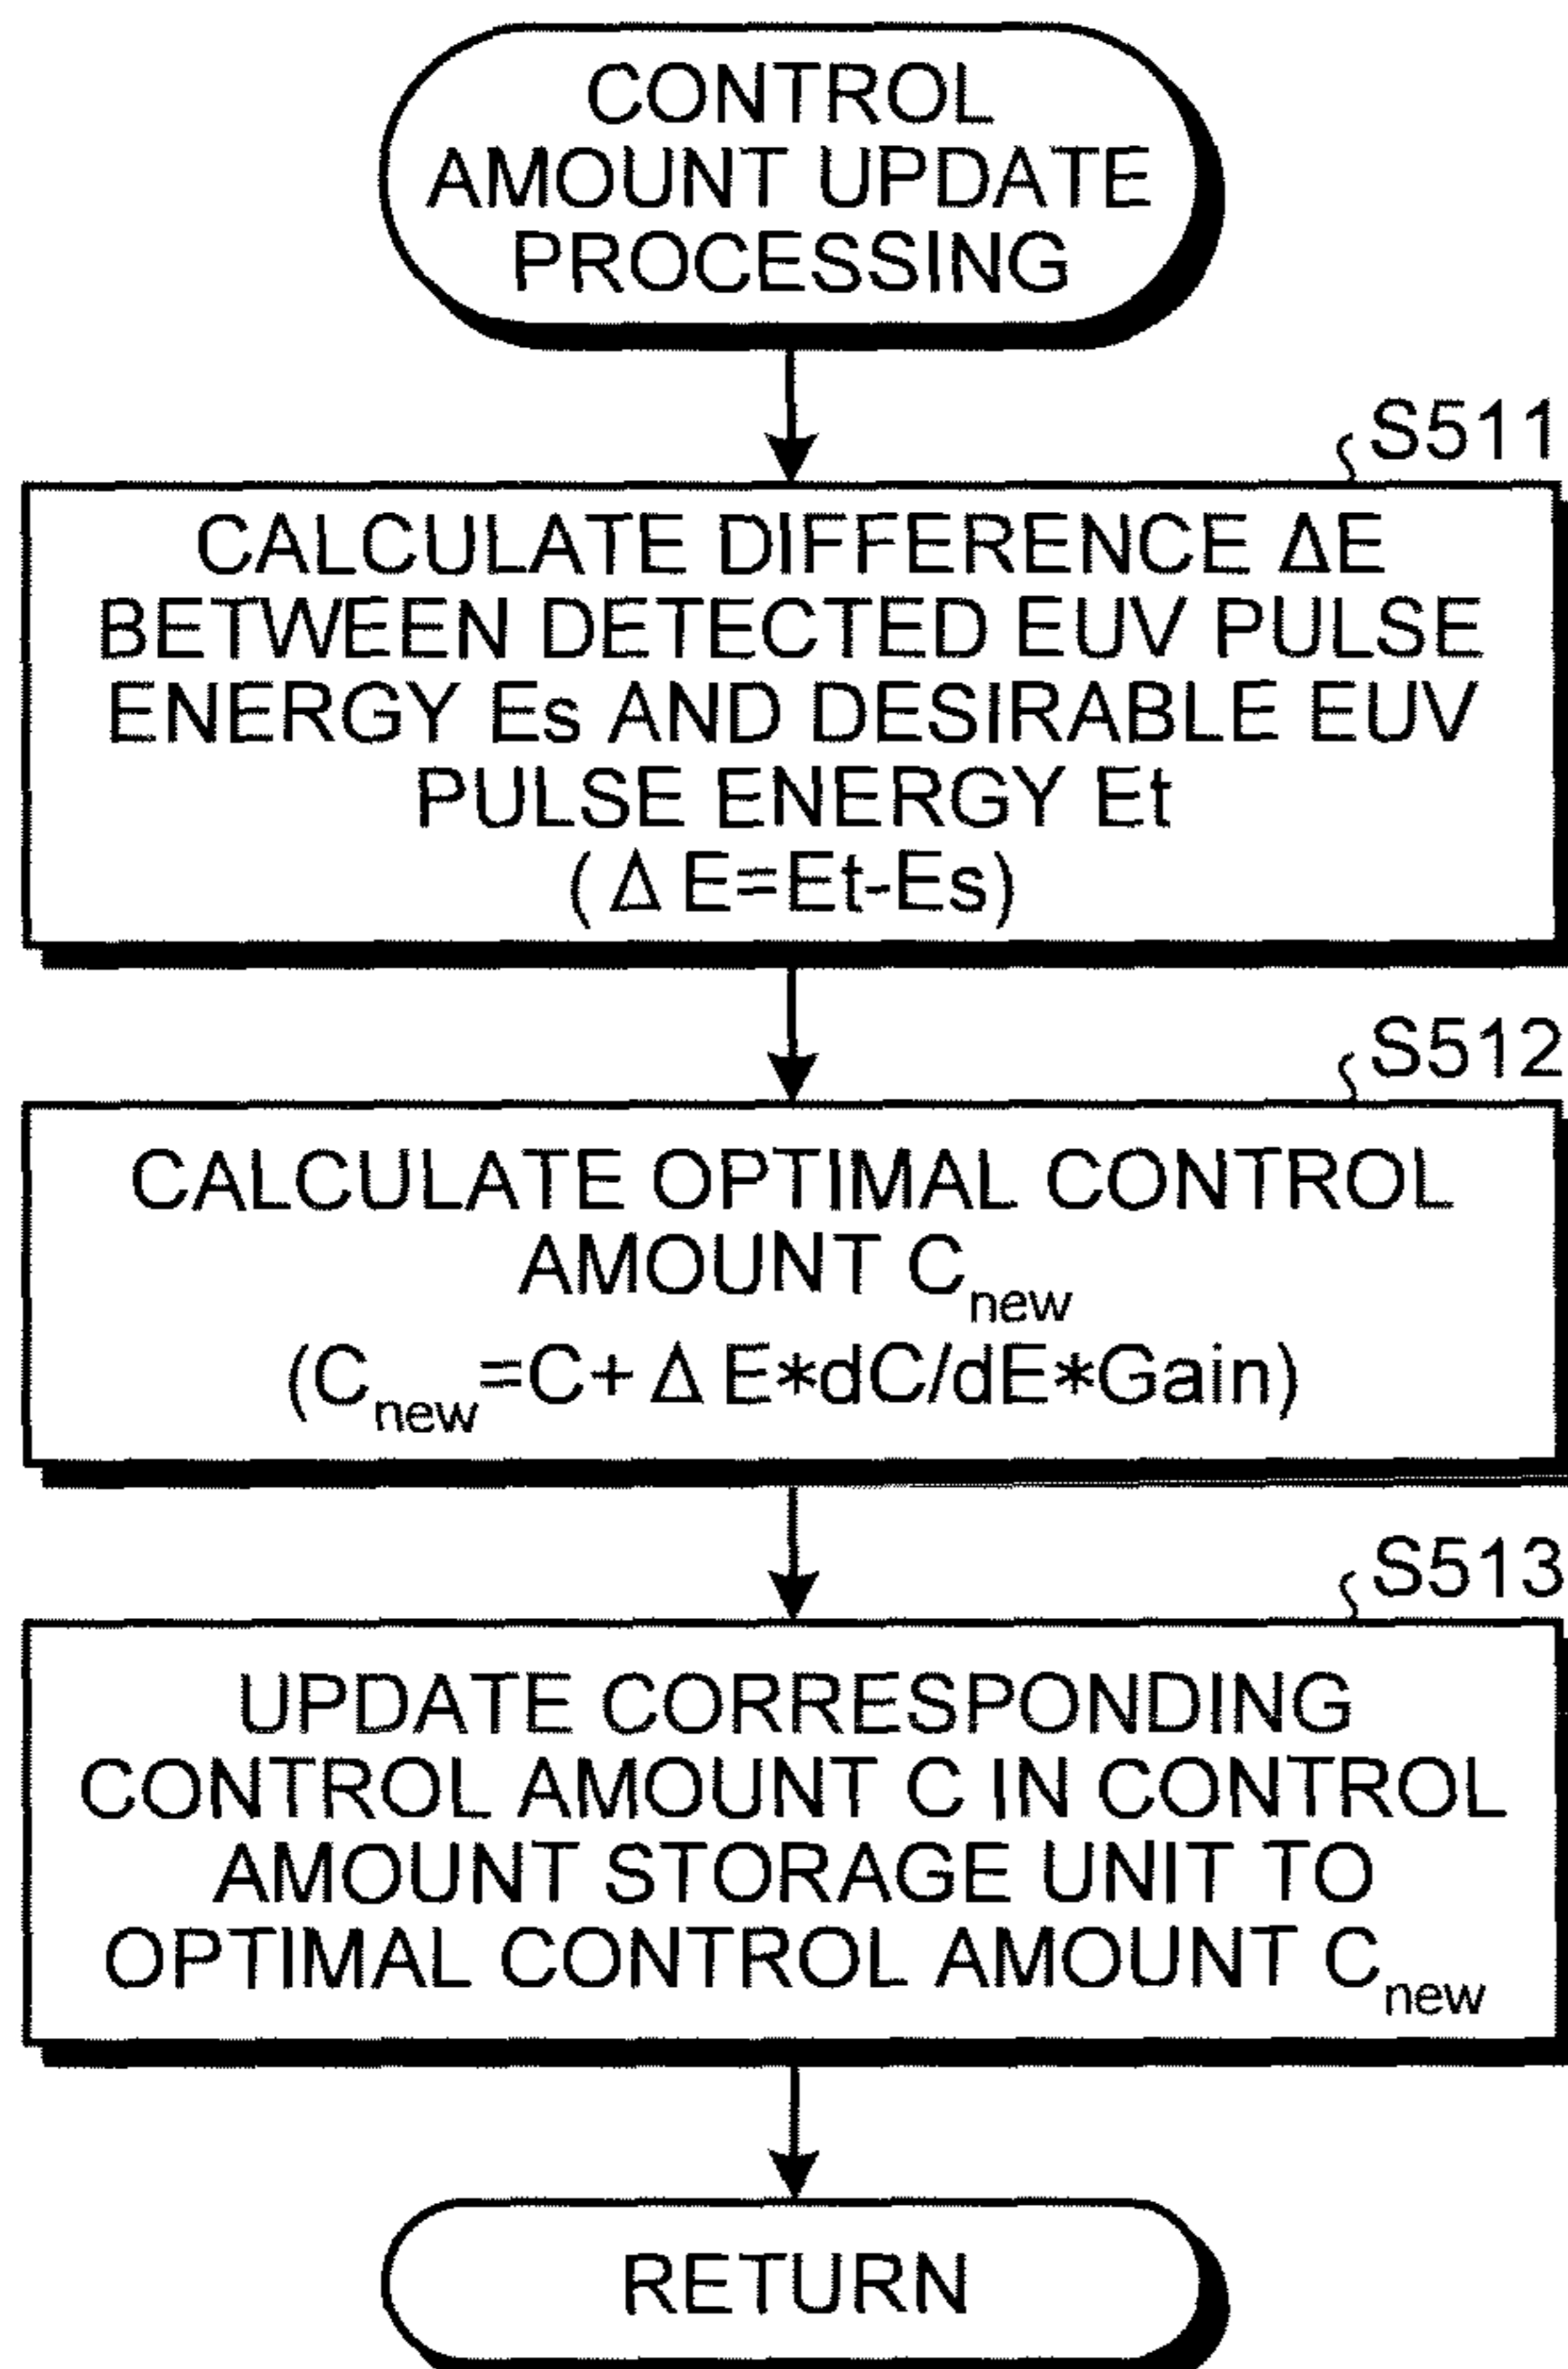 CONTROL
AMOUNT UPDATE
PROCESSING
S511
CALCULATE DIFFERENCE ΔE
BETWEEN DETECTED EUV PULSE
ENERGY Es AND DESIRABLE EUV
PULSE ENERGY Et
(ΔE=Et-Es)
S512
CALCULATE OPTIMAL CONTROL
AMOUNT Cnew
(Cnew=C+ΔE*dC/dE*Gain)
S513
UPDATE CORRESPONDING
CONTROL AMOUNT C IN CONTROL
AMOUNT STORAGE UNIT TO
OPTIMAL CONTROL AMOUNT Cnew
RETURN